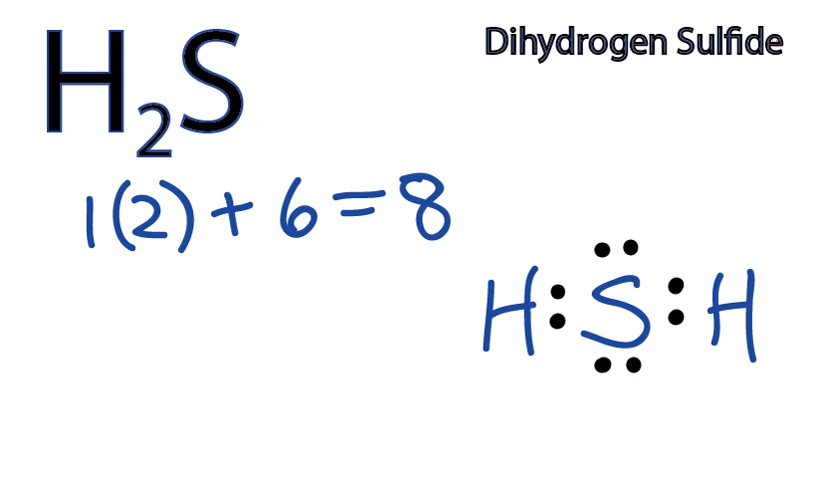 H₂S
Dihydrogen Sulfide
1(2) + 6 = 8
H : S : H